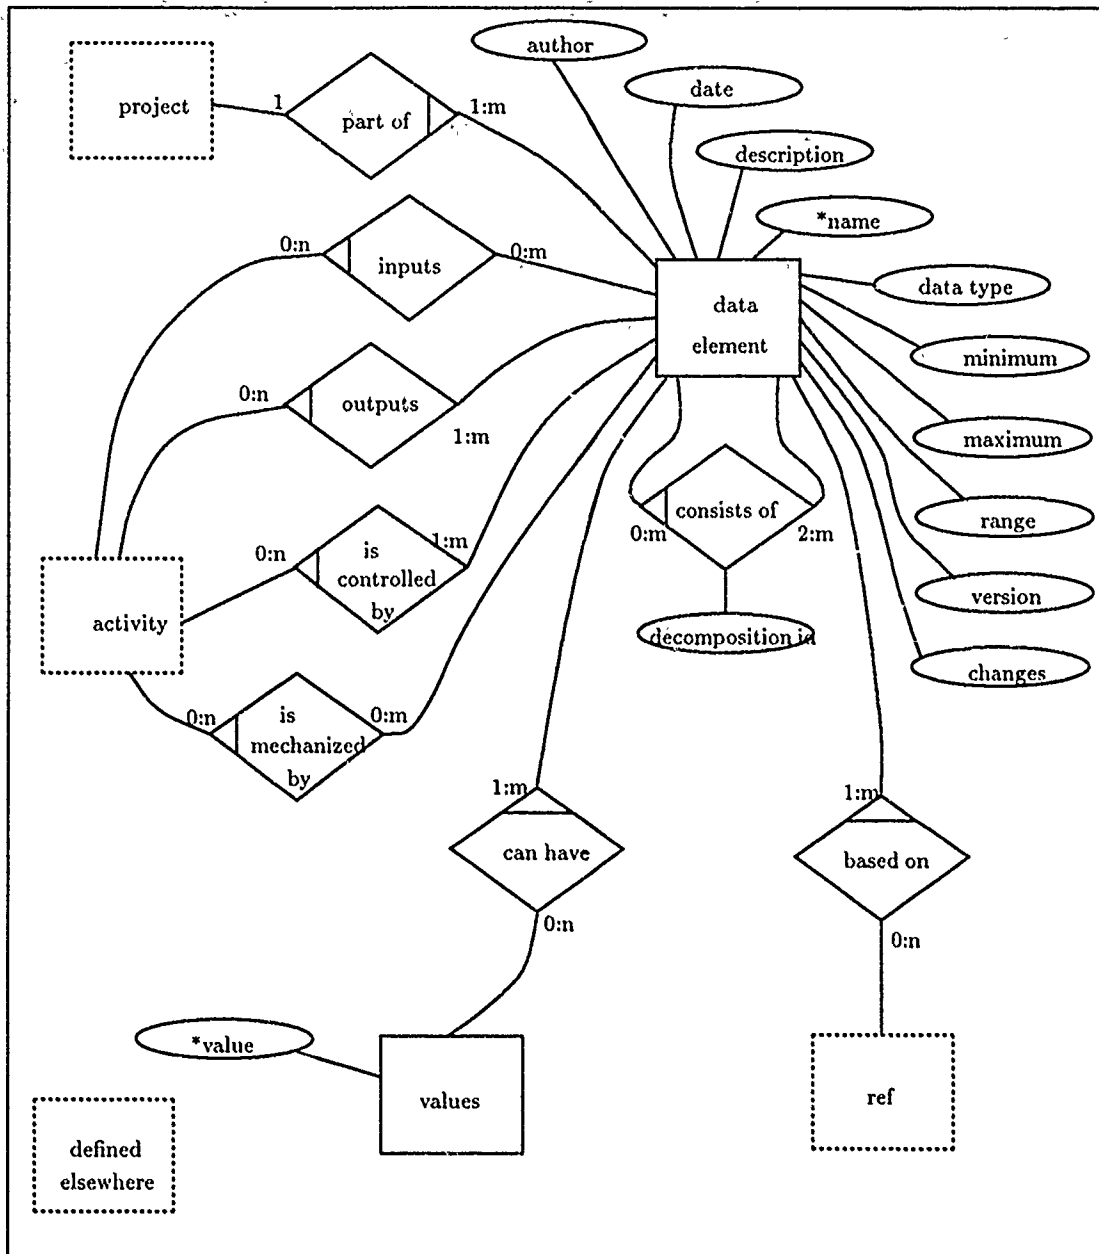 author
date
description
*name
data type
minimum
maximum
range
version
changes
project
1
part of
1:m
0:n
inputs
0:m
data
element
0:n
outputs
1:m
0:n
is
controlled
by
1:m
activity
0:n
is
mechanized
by
0:m
consists of
0:m
2:m
decomposition id
1:m
can have
0:n
1:m
based on
0:n
*value
values
ref
defined
elsewhere